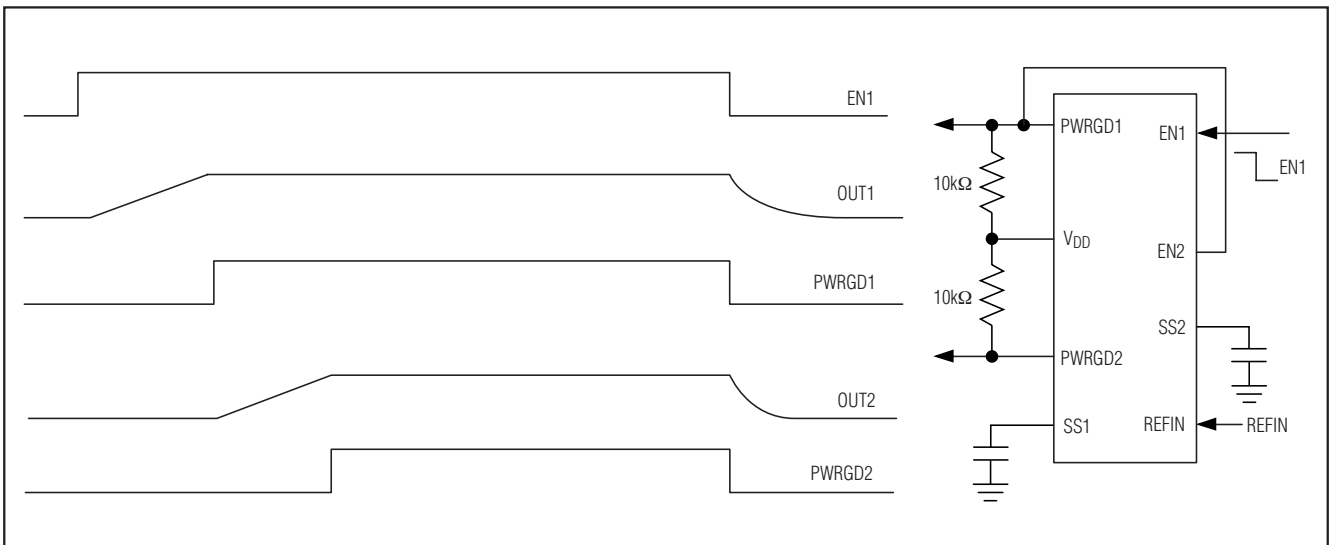 EN1
OUT1
PWRGD1
OUT2
PWRGD2
PWRGD1
EN1
EN1
10kΩ
VDD
EN2
10kΩ
SS2
PWRGD2
SS1
REFIN
REFIN